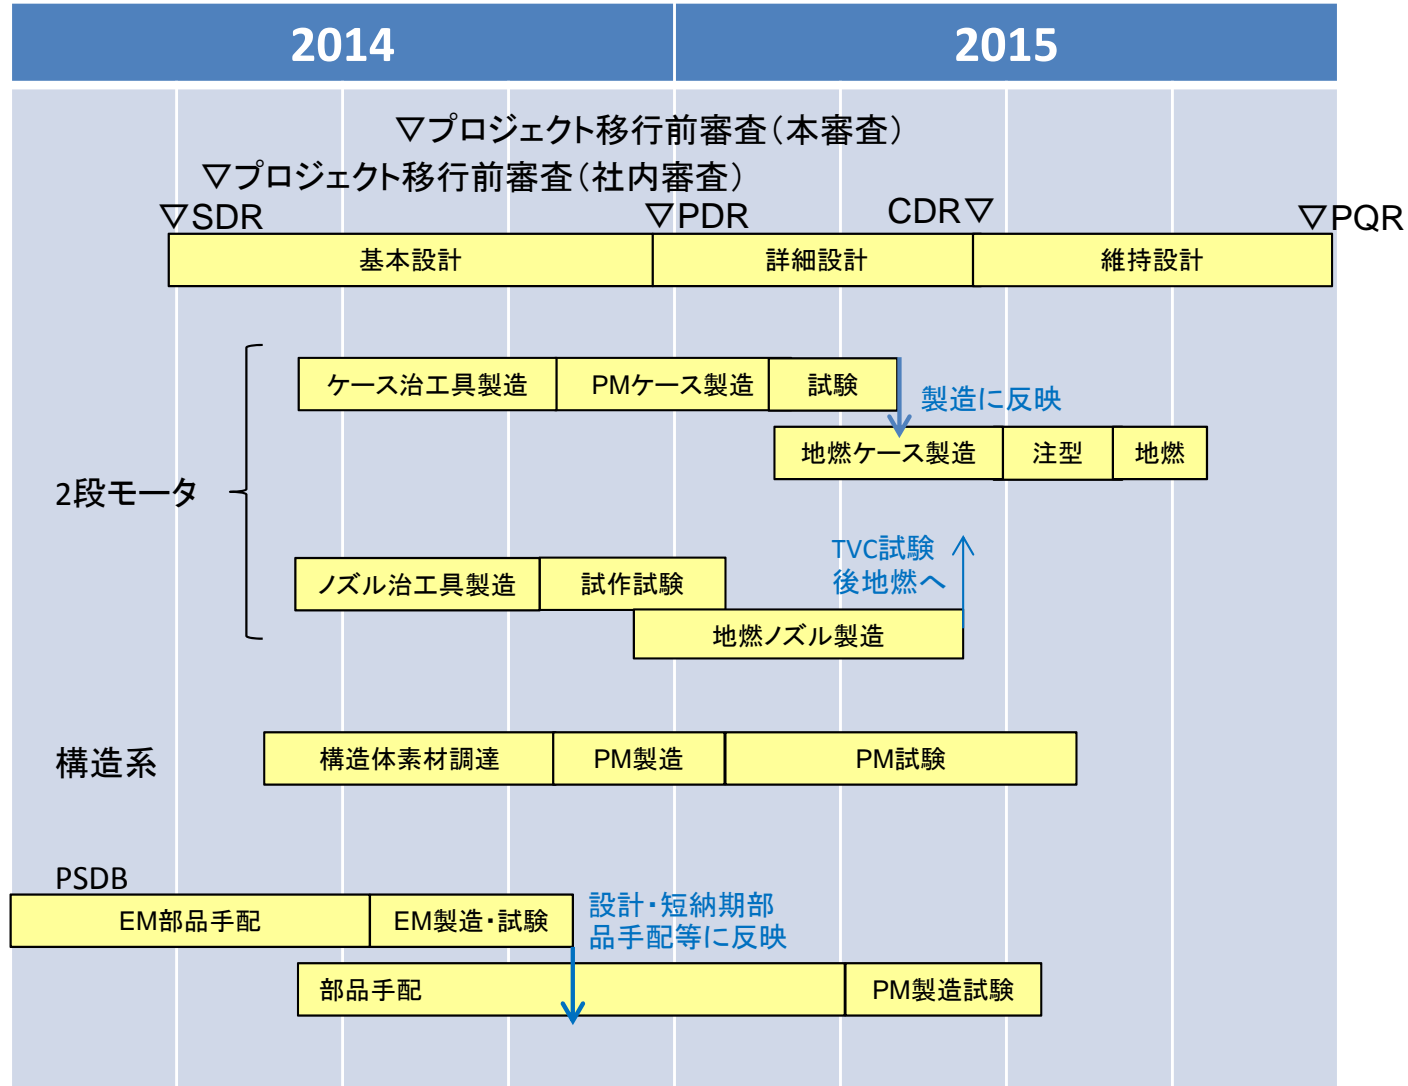 2014
2015
▽プロジェクト移行前審査(本審査)
▽プロジェクト移行前審査(社内審査)
▽SDR
▽PDR
CDR▽
▽PQR
基本設計
詳細設計
維持設計
2段モータ
ケース治工具製造
PMケース製造
試験
製造に反映
地燃ケース製造
注型
地燃
TVC試験
後地燃へ
ノズル治工具製造
試作試験
地燃ノズル製造
構造系
構造体素材調達
PM製造
PM試験
PSDB
EM部品手配
EM製造・試験
設計・短納期部
品手配等に反映
部品手配
PM製造試験